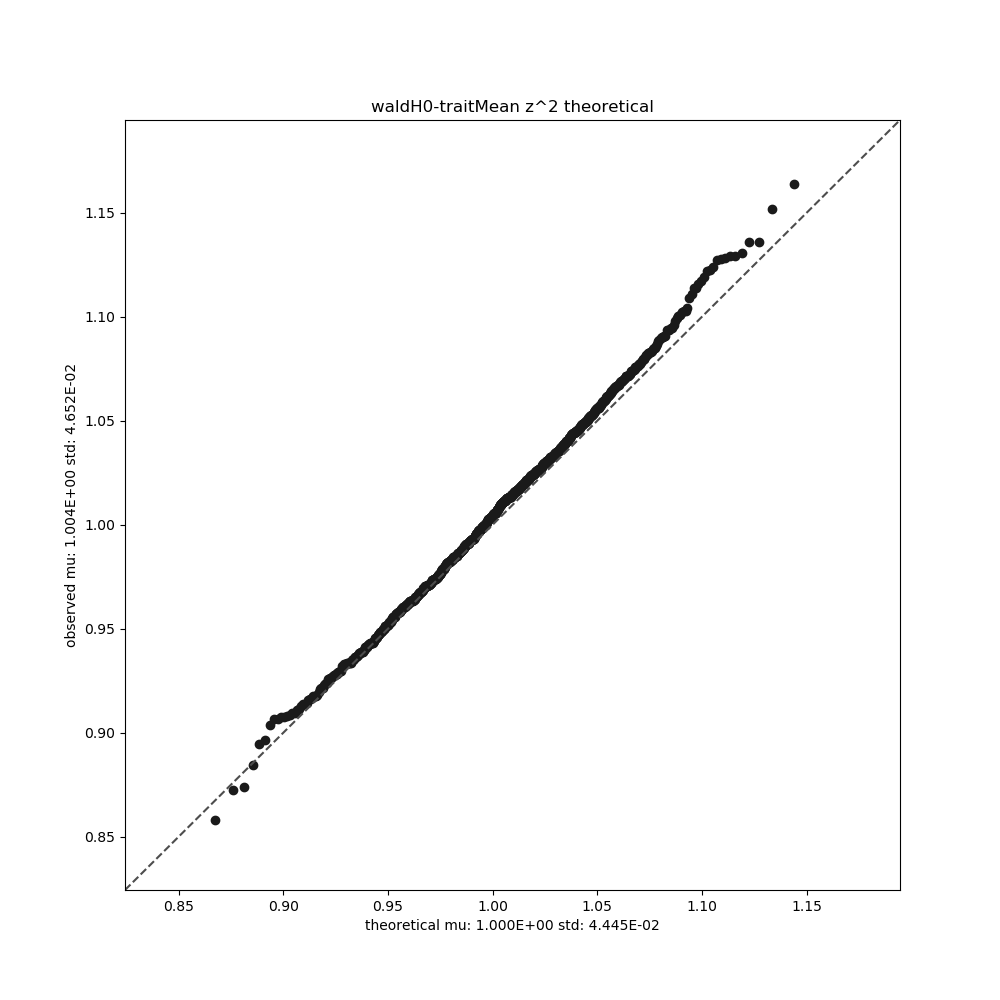 waldH0-traitMean z^2 theoretical
observed mu: 1.004E+00 std: 4.652E-02
1.15
1.10
1.05
1.00
0.95
0.90
0.85
0.85 0.90 0.95 1.00 1.05 1.10 1.15
theoretical mu: 1.000E+00 std: 4.445E-02